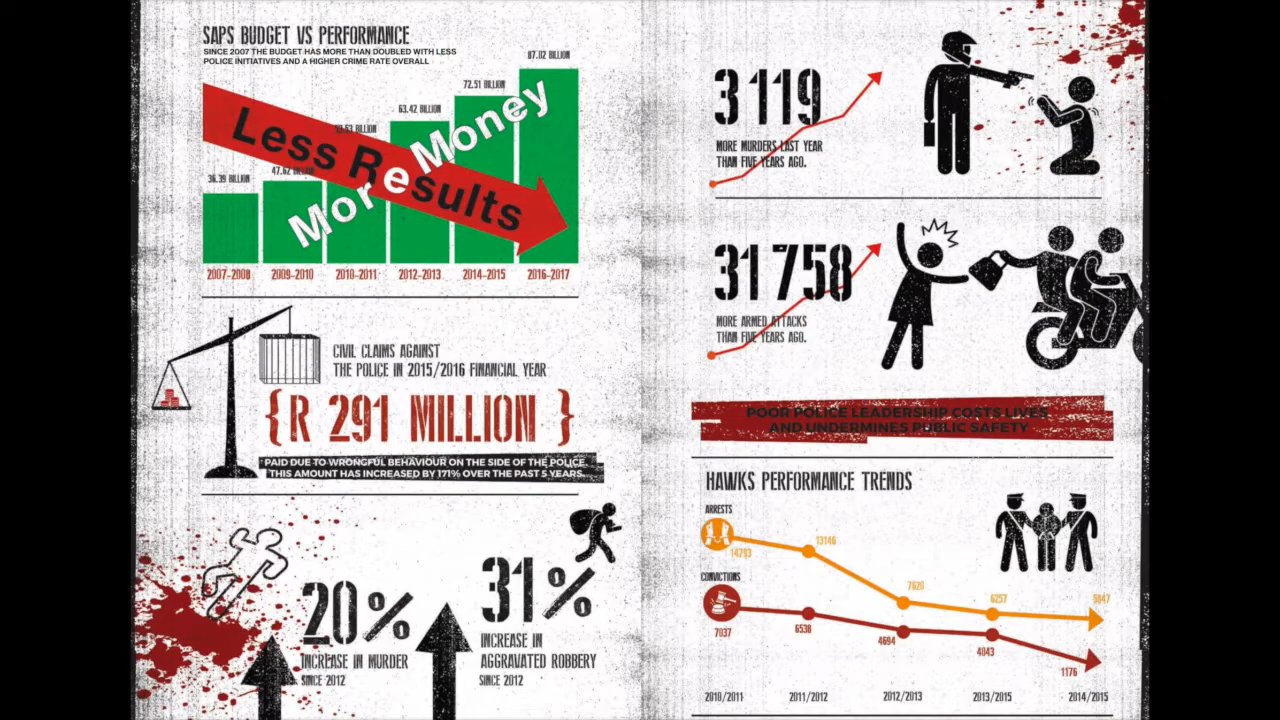 SAPS BUDGET VS PERFORMANCE
SINCE 2007 THE BUDGET HAS MORE THAN DOUBLED WITH LESS
POLICE INITIATIVES AND A HIGHER CRIME RATE OVERALL
87.02 BILLION
72.51 BILLION
63.42 BILLION
BILLION
47.62
36.39 BILLION
Less Results
More Money
2007-2008
2009-2010
2010-2011
2012-2013
2014-2015
2016-2017
CIVIL CLAIMS AGAINST
THE POLICE IN 2015/2016 FINANCIAL YEAR
{R 291 MILLION }
PAID DUE TO WRONGFUL BEHAVIOUR ON THE SIDE OF THE POLICE.
THIS AMOUNT HAS INCREASED BY 171% OVER THE PAST 5 YEARS.
20%
INCREASE IN MURDER
SINCE 2012
31%
INCREASE IN
AGGRAVATED ROBBERY
SINCE 2012
3 119
MORE MURDERS LAST YEAR
THAN FIVE YEARS AGO.
31 758
MORE ARMED ATTACKS
THAN FIVE YEARS AGO.
POOR POLICE LEADERSHIP COSTS LIVES
AND UNDERMINES PUBLIC SAFETY
HAWKS PERFORMANCE TRENDS
ARRESTS
14793
13146
7620
6257
5847
CONVICTIONS
7037
6538
4694
4043
1176
2010/2011
2011/2012
2012/2013
2013/2015
2014/2015